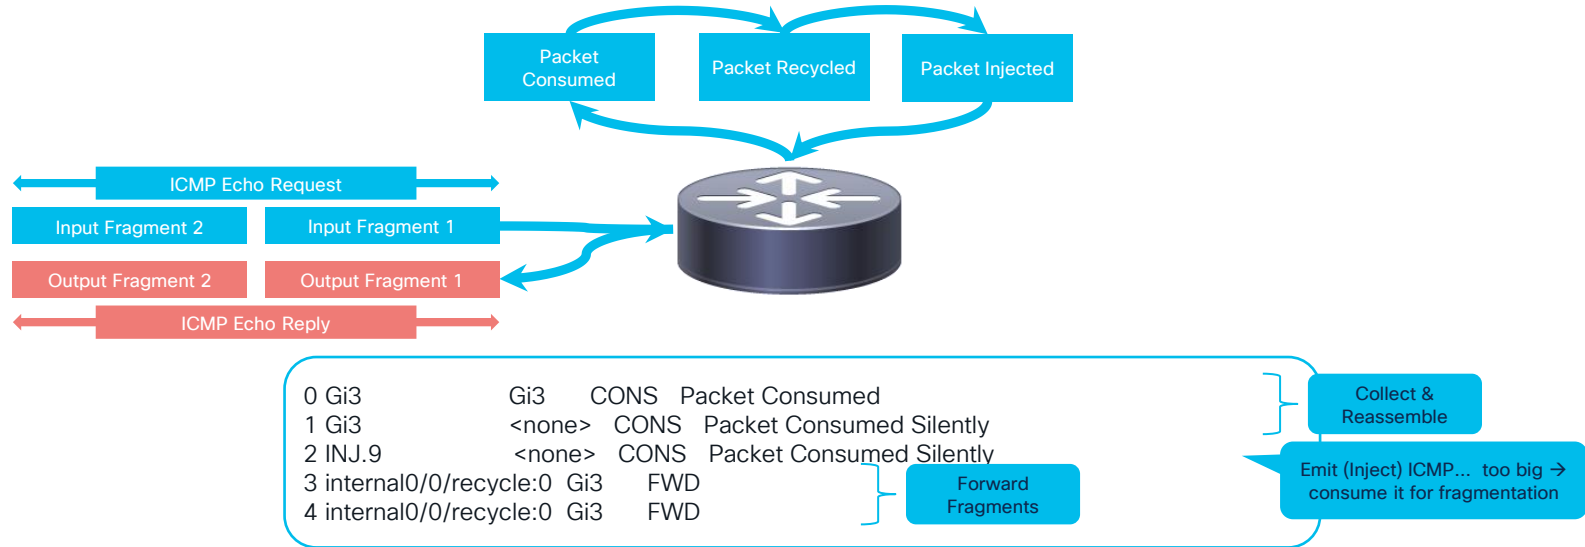 Packet
Consumed
Packet Recycled
Packet Injected
ICMP Echo Request
Input Fragment 2
Input Fragment 1
Output Fragment 2
Output Fragment 1
ICMP Echo Reply
0 Gi3 Gi3 CONS Packet Consumed
1 Gi3 <none> CONS Packet Consumed Silently
2 INJ.9 <none> CONS Packet Consumed Silently
3 internal0/0/recycle:0 Gi3 FWD
4 internal0/0/recycle:0 Gi3 FWD
Collect &
Reassemble
Emit (Inject) ICMP... too big →
consume it for fragmentation
Forward
Fragments